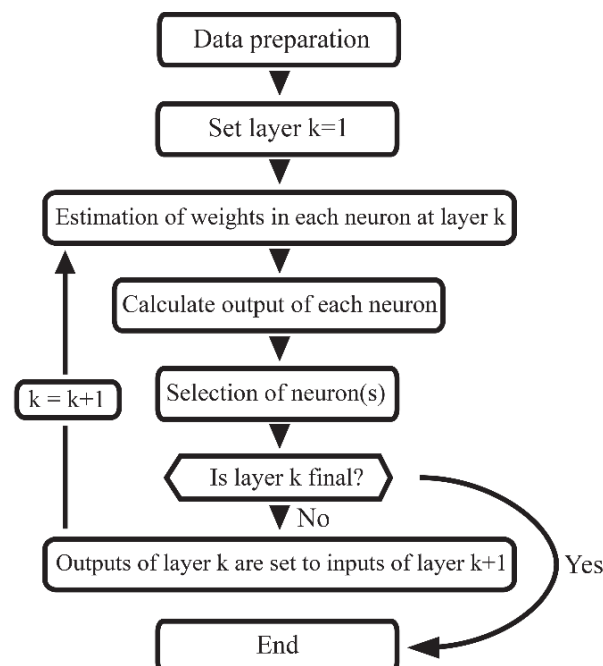 Data preparation
Set layer k=1
Estimation of weights in each neuron at layer k
Calculate output of each neuron
Selection of neuron(s)
k = k+1
Is layer k final?
No
Outputs of layer k are set to inputs of layer k+1
Yes
End